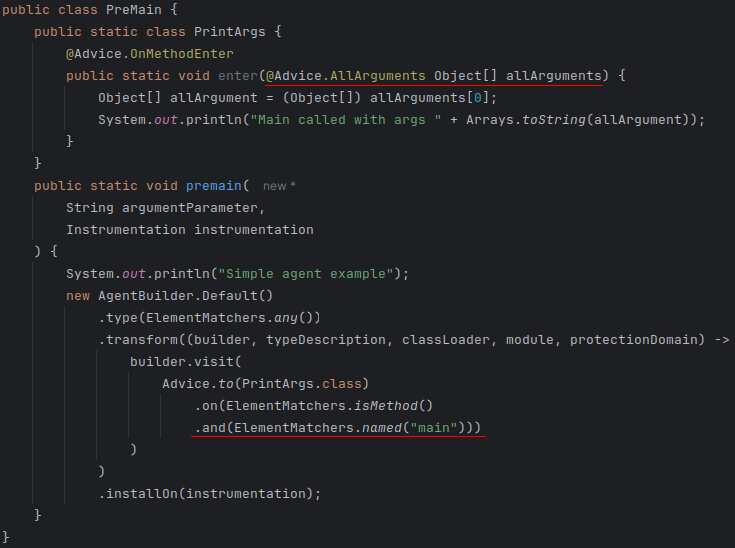 public class PreMain {
public static class PrintArgs {
@Advice.OnMethodEnter
public static void enter(@Advice.AllArguments Object[] allArguments) {
Object[] allArgument = (Object[]) allArguments[0];
System.out.println("Main called with args " + Arrays.toString(allArgument));
}
}
public static void premain( new *
String argumentParameter,
Instrumentation instrumentation
) {
System.out.println("Simple agent example");
new AgentBuilder.Default()
.type(ElementMatchers.any())
.transform((builder, typeDescription, classLoader, module, protectionDomain) ->
builder.visit(
Advice.to(PrintArgs.class)
.on(ElementMatchers.isMethod()
.and(ElementMatchers.named("main")))
)
)
.installOn(instrumentation);
}
}